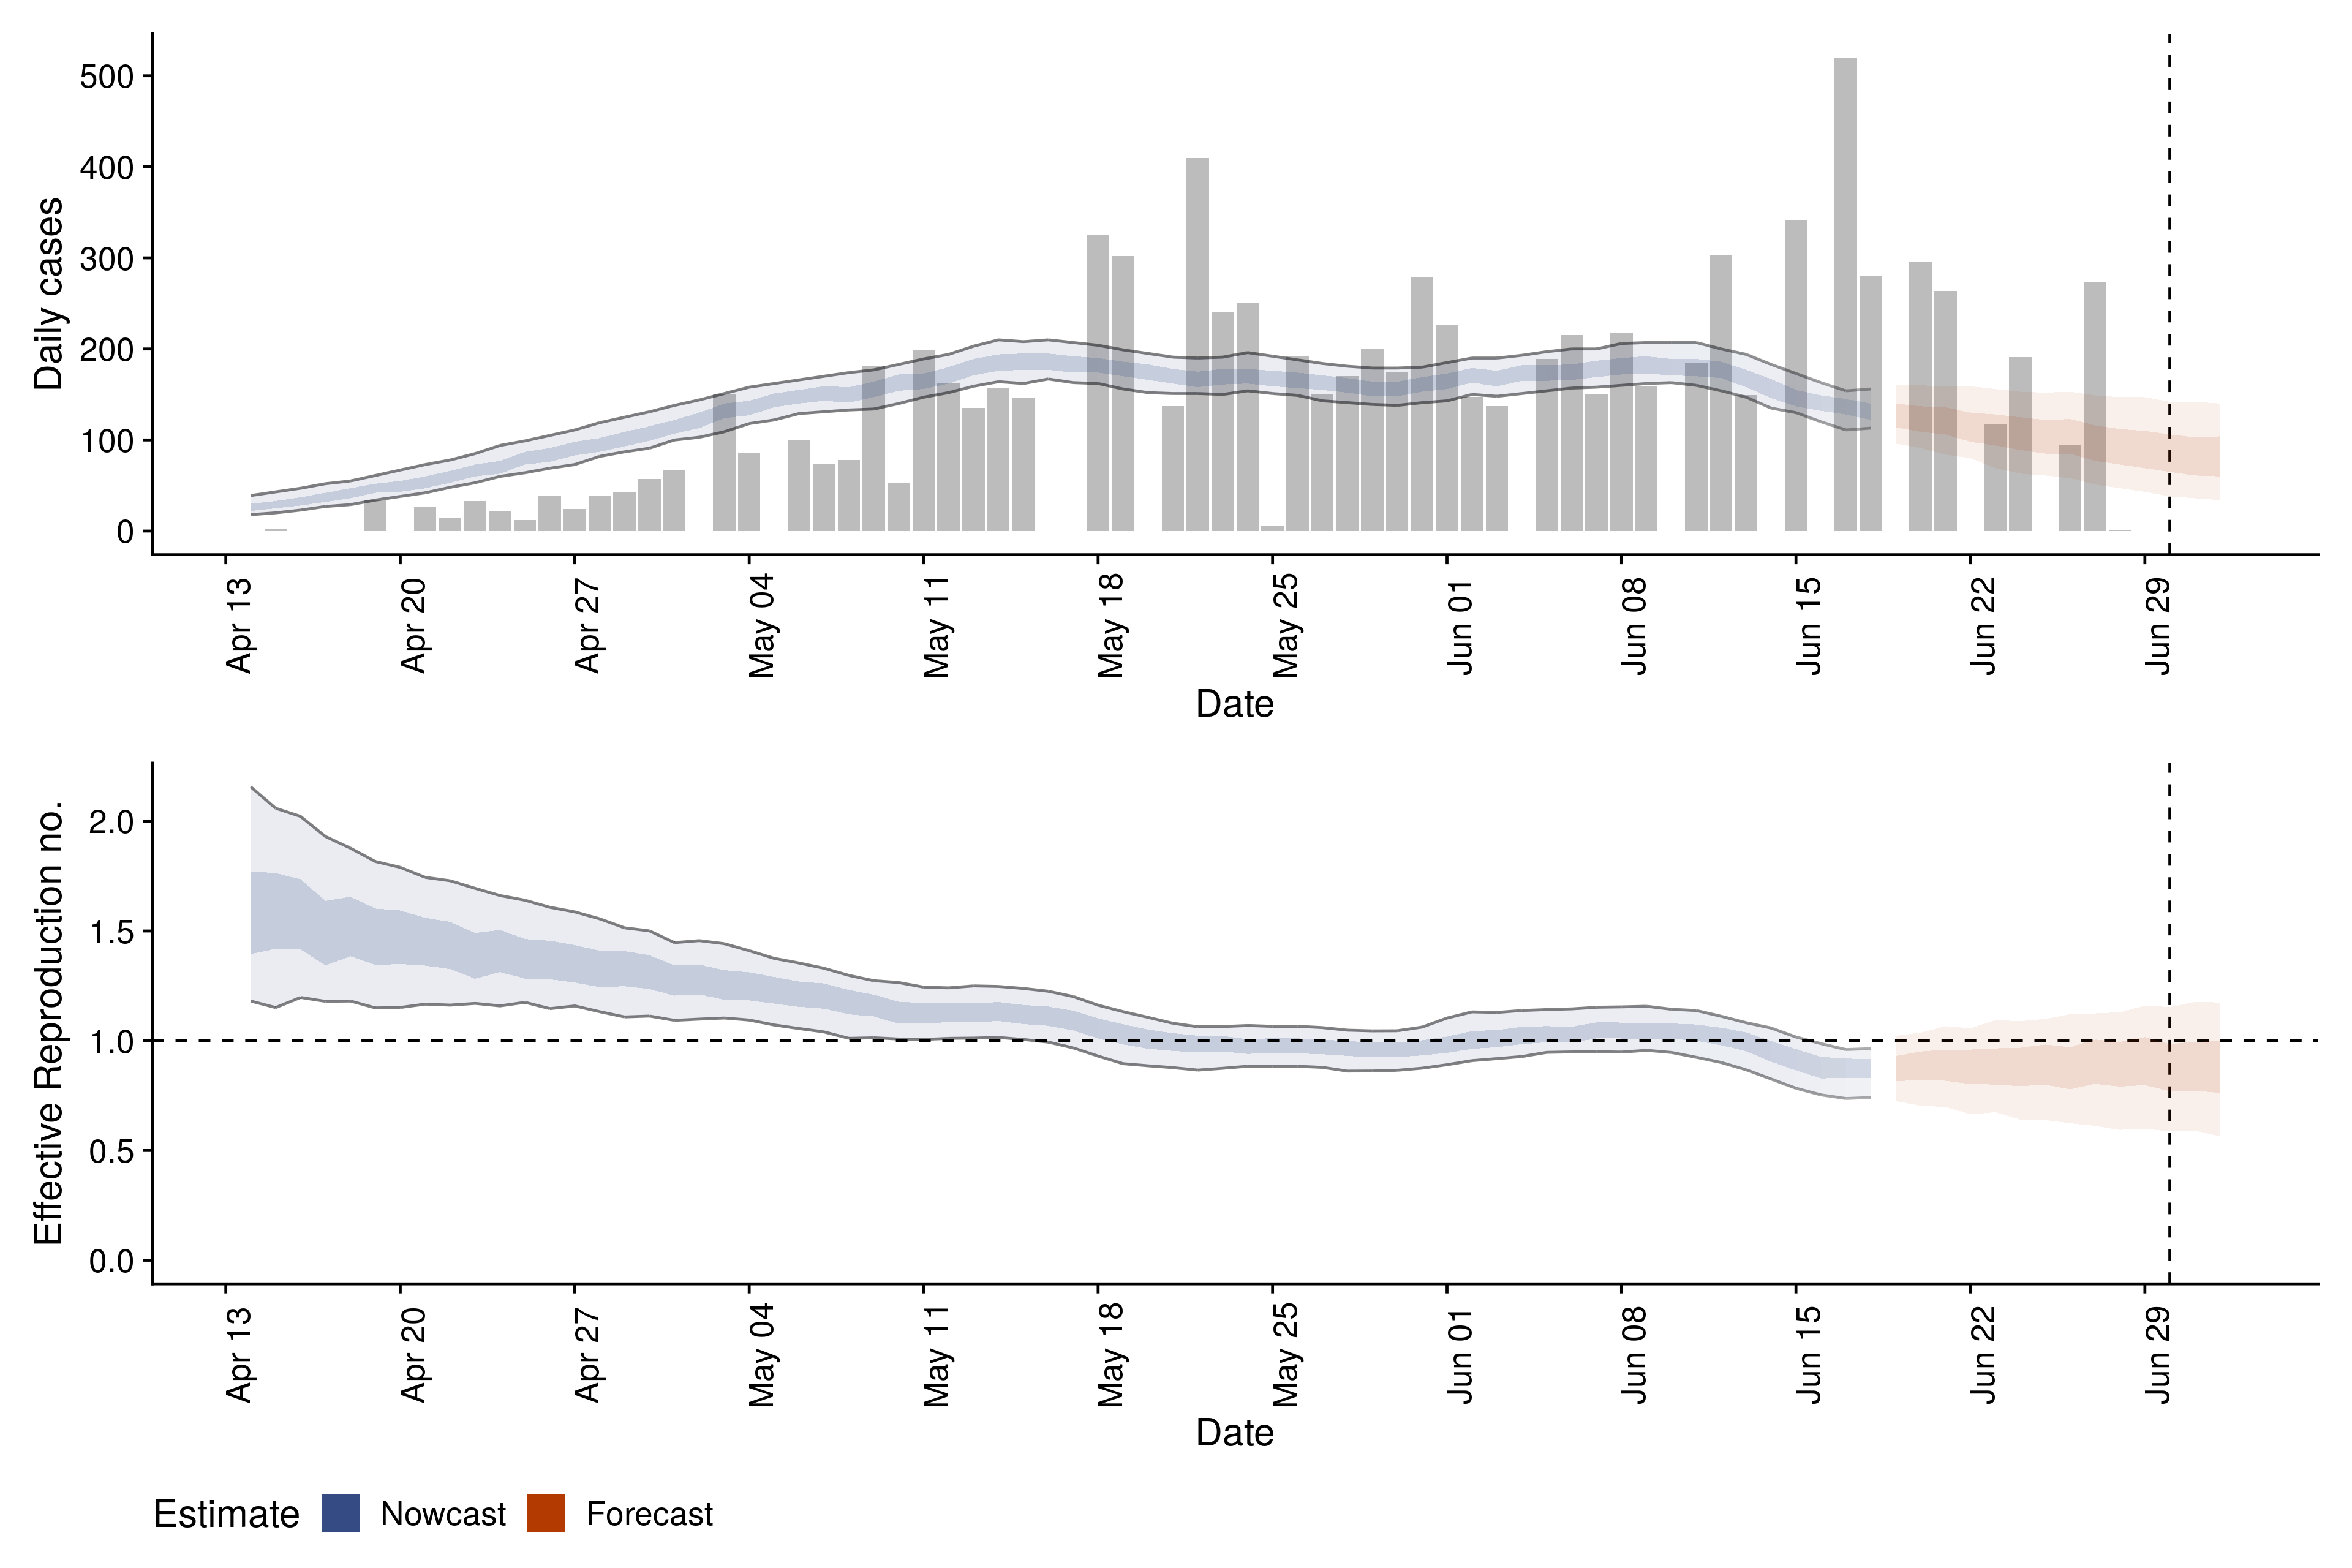 Daily cases
500
400
300
200
100
0
Apr 13 Apr 20 Apr 27 May 04 May 11 May 18 May 25 Jun 01 Jun 08 Jun 15 Jun 22 Jun 29
Date
Effective Reproduction no.
2.0
1.5
1.0
0.5
0.0
Apr 13 Apr 20 Apr 27 May 04 May 11 May 18 May 25 Jun 01 Jun 08 Jun 15 Jun 22 Jun 29
Date
Estimate Nowcast Forecast